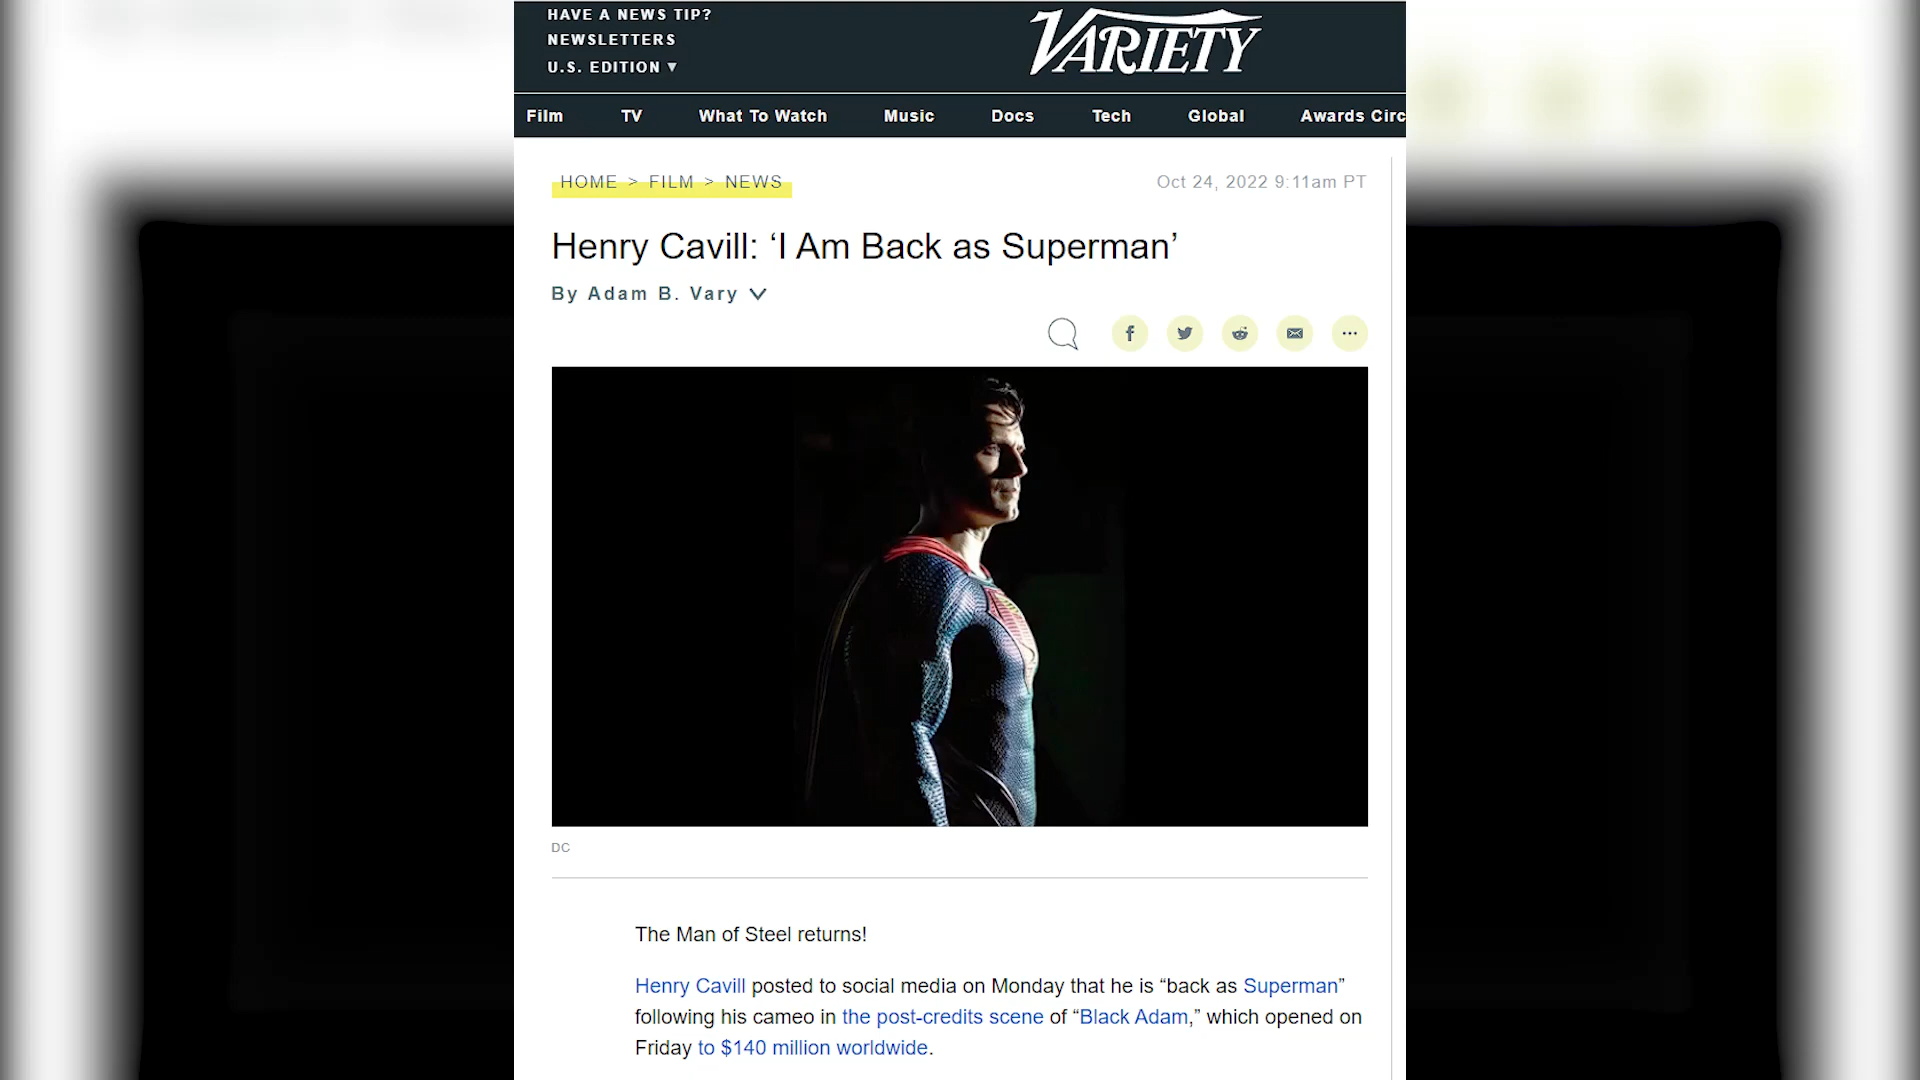 HAVE A NEWS TIP?
NEWSLETTERS
U.S. EDITION ▼
VARIETY
Film TV What To Watch Music Docs Tech Global Awards Circ
HOME > FILM > NEWS
Oct 24, 2022 9:11am PT
Henry Cavill: ‘I Am Back as Superman’
By Adam B. Vary
DC
The Man of Steel returns!
Henry Cavill posted to social media on Monday that he is “back as Superman”
following his cameo in the post-credits scene of “Black Adam,” which opened on
Friday to $140 million worldwide.